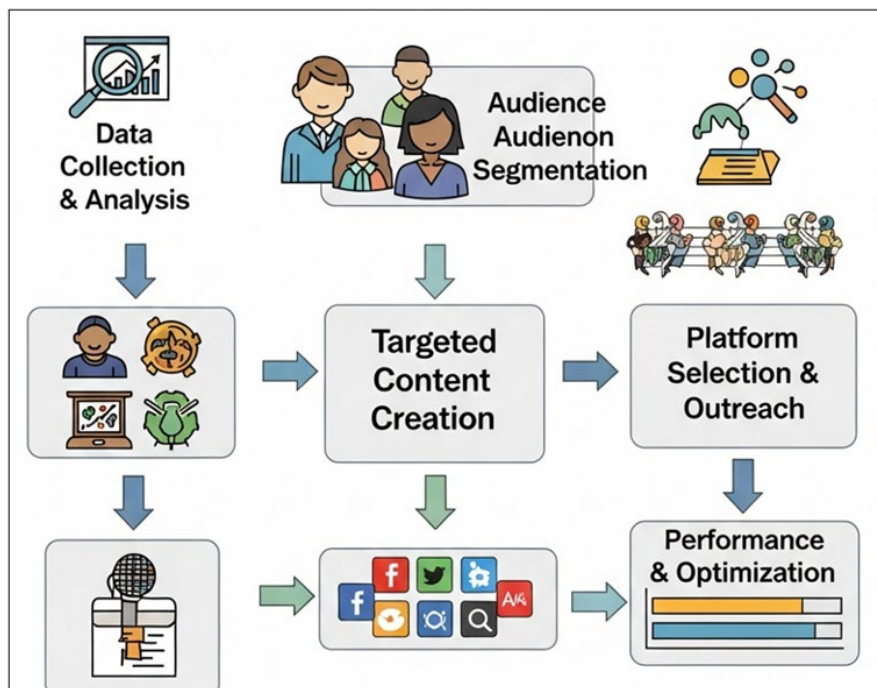 Data
Collection
& Analysis
Audience
Audienon
Segmentation
Targeted
Content
Creation
Platform
Selection &
Outreach
Performance
& Optimization
f
f